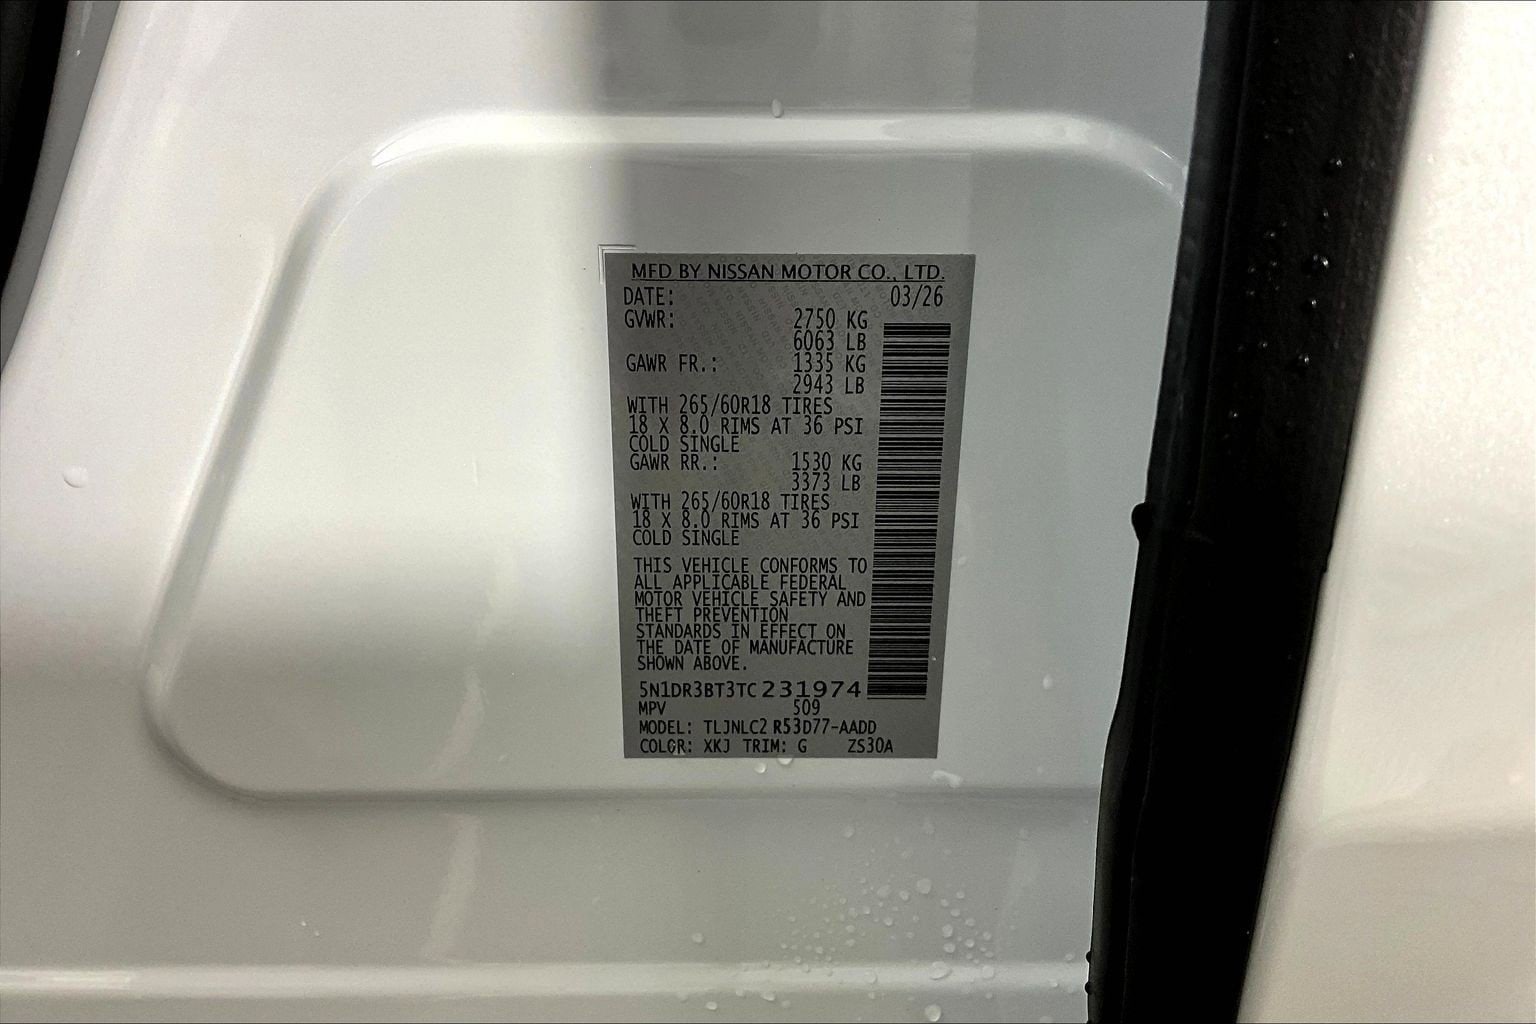 MFD BY NISSAN MOTOR CO., LTD.
DATE: 03/26
GVWR: 2750 KG
6063 LB
GAWR FR.: 1335 KG
2943 LB
WITH 265/60R18 TIRES
18 X 8.0 RIMS AT 36 PSI
COLD SINGLE
GAWR RR.: 1530 KG
3373 LB
WITH 265/60R18 TIRES
18 X 8.0 RIMS AT 36 PSI
COLD SINGLE
THIS VEHICLE CONFORMS TO
ALL APPLICABLE FEDERAL
MOTOR VEHICLE SAFETY AND
THEFT PREVENTION
STANDARDS IN EFFECT ON
THE DATE OF MANUFACTURE
SHOWN ABOVE.
5N1DR3BT3TC231974
MPV 509
MODEL: TLJNLC2 R53D77-AADD
COLOR: XKJ TRIM: G ZS30A